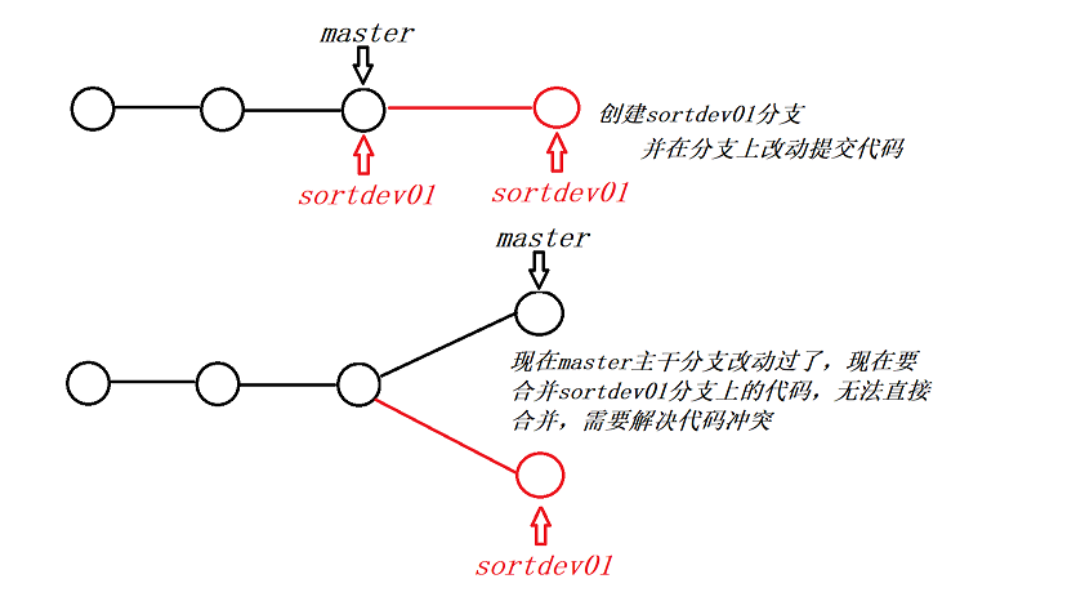 master
创建sortdev01分支
并在分支上改动提交代码
sortdev01
sortdev01
master
现在master主干分支改动过了，现在要
合并sortdev01分支上的代码，无法直接
合并，需要解决代码冲突
sortdev01